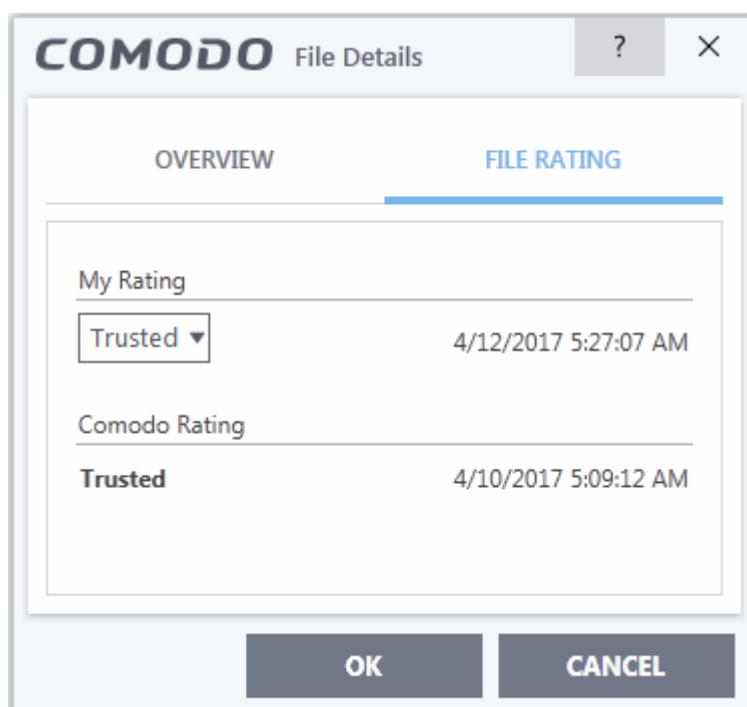 COMODO File Details ? ×
OVERVIEW FILE RATING
My Rating
Trusted ▼ 4/12/2017 5:27:07 AM
Comodo Rating
Trusted 4/10/2017 5:09:12 AM
OK CANCEL